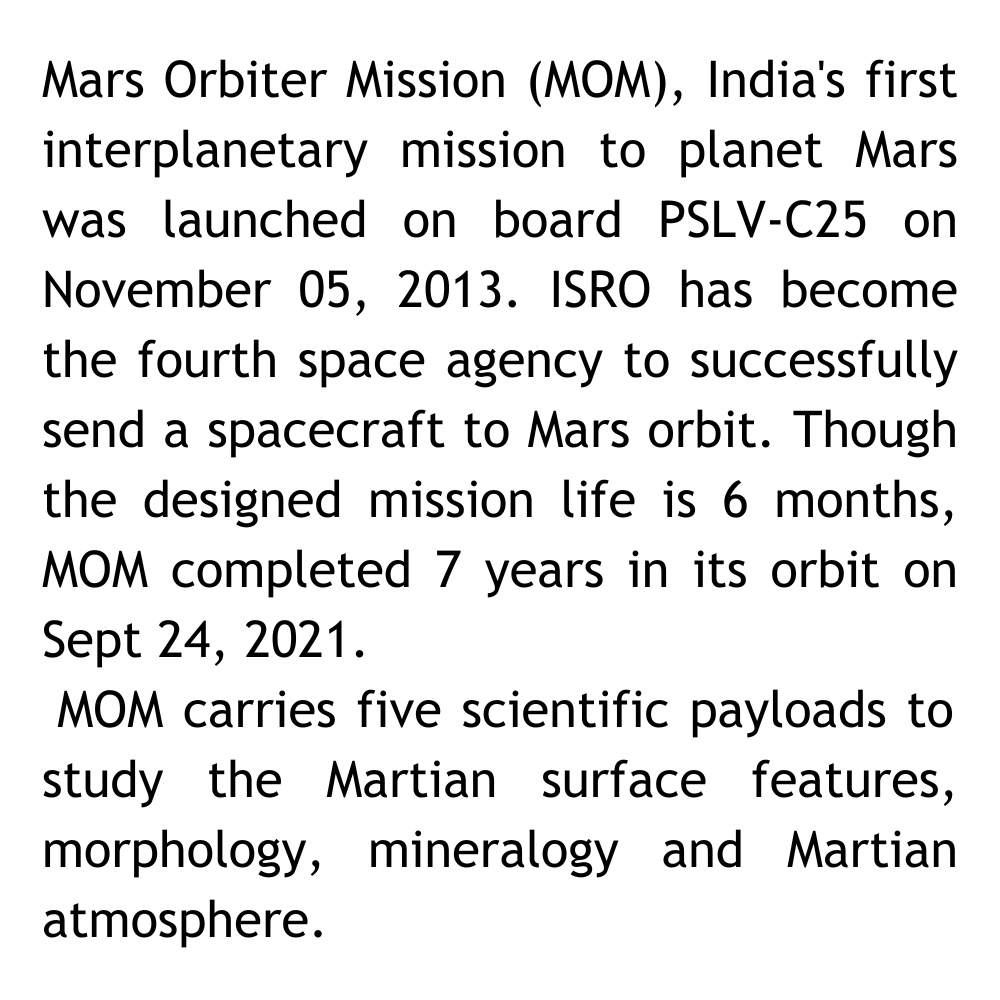 Mars Orbiter Mission (MOM), India's first
interplanetary mission to planet Mars
was launched on board PSLV-C25 on
November 05, 2013. ISRO has become
the fourth space agency to successfully
send a spacecraft to Mars orbit. Though
the designed mission life is 6 months,
MOM completed 7 years in its orbit on
Sept 24, 2021.
MOM carries five scientific payloads to
study the Martian surface features,
morphology, mineralogy and Martian
atmosphere.